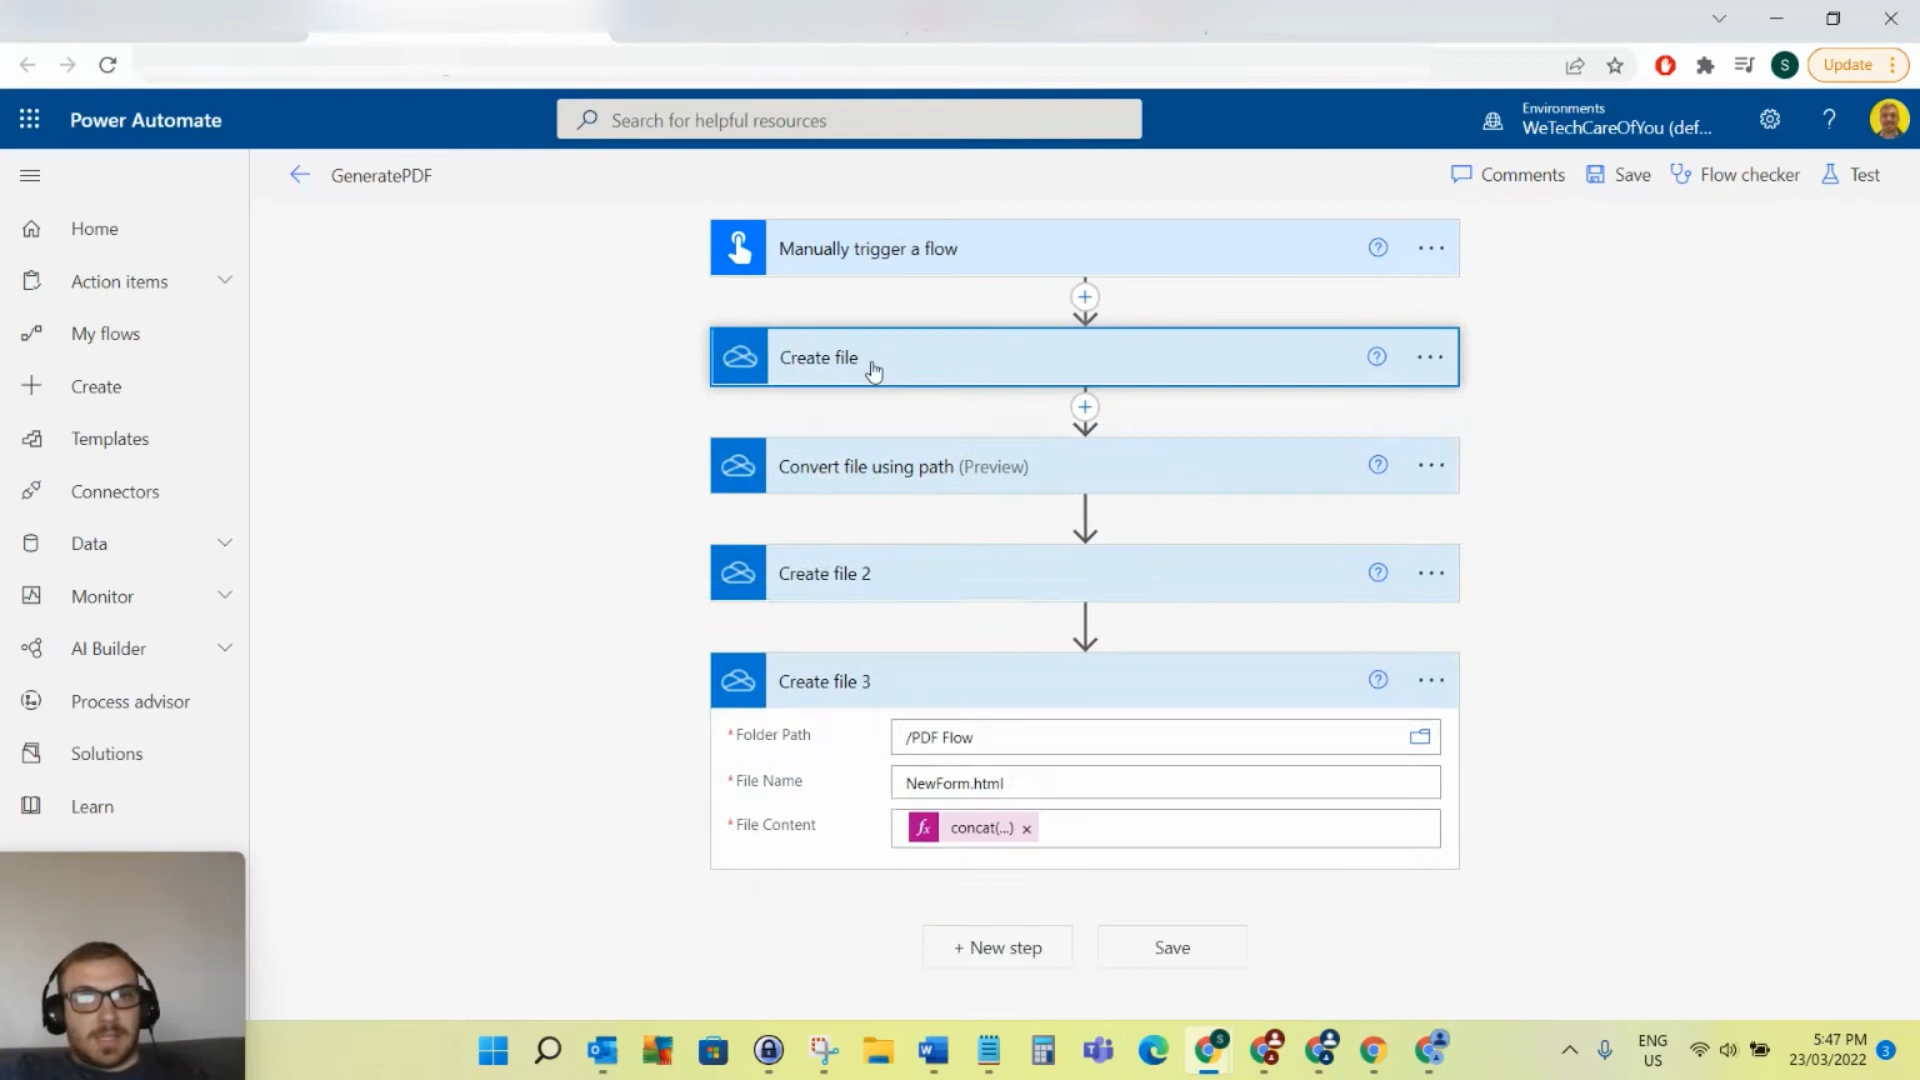 S
Update
Power Automate
Search for helpful resources
Environments
WeTechCareOfYou (def...
GeneratePDF
Comments
Save
Flow checker
Test
Home
Action items
My flows
Create
Templates
Connectors
Data
Monitor
AI Builder
Process advisor
Solutions
Learn
Manually trigger a flow
Create file
Convert file using path (Preview)
Create file 2
Create file 3
* Folder Path
/PDF Flow
* File Name
NewForm.html
* File Content
fx concat(...) ×
+ New step
Save
ENG
US
5:47 PM
23/03/2022
3